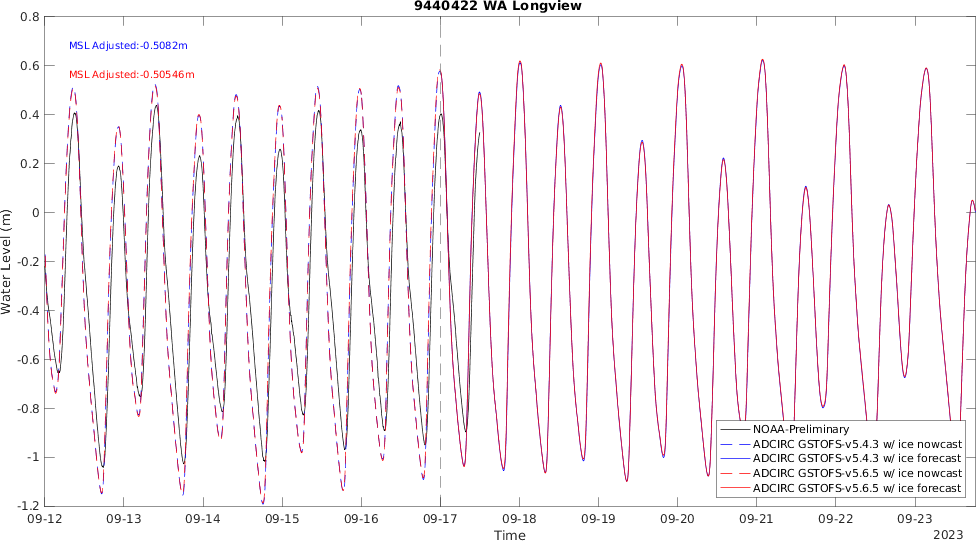 9440422 WA Longview
0.8
0.6
0.4
0.2
0
-0.2
-0.4
-0.6
-0.8
-1
-1.2
Water Level (m)
MSL Adjusted:-0.5082m
MSL Adjusted:-0.50546m
NOAA-Preliminary
ADCIRC GSTOFS-v5.4.3 w/ ice nowcast
ADCIRC GSTOFS-v5.4.3 w/ ice forecast
ADCIRC GSTOFS-v5.6.5 w/ ice nowcast
ADCIRC GSTOFS-v5.6.5 w/ ice forecast
09-12 09-13 09-14 09-15 09-16 09-17 09-18 09-19 09-20 09-21 09-22 09-23
Time
2023